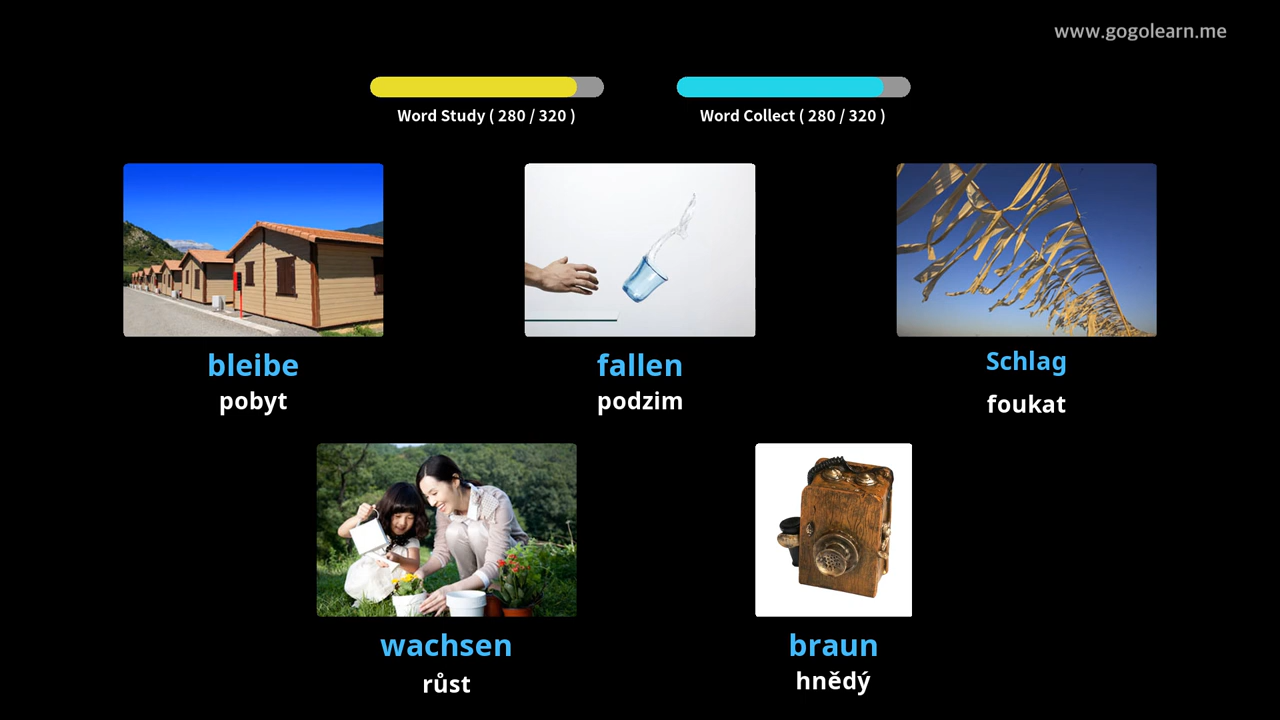 www.gogolearn.me
Word Study ( 280 / 320 )
Word Collect ( 280 / 320 )
bleibe
pobyt
fallen
podzim
Schlag
foukat
wachsen
růst
braun
hnědý